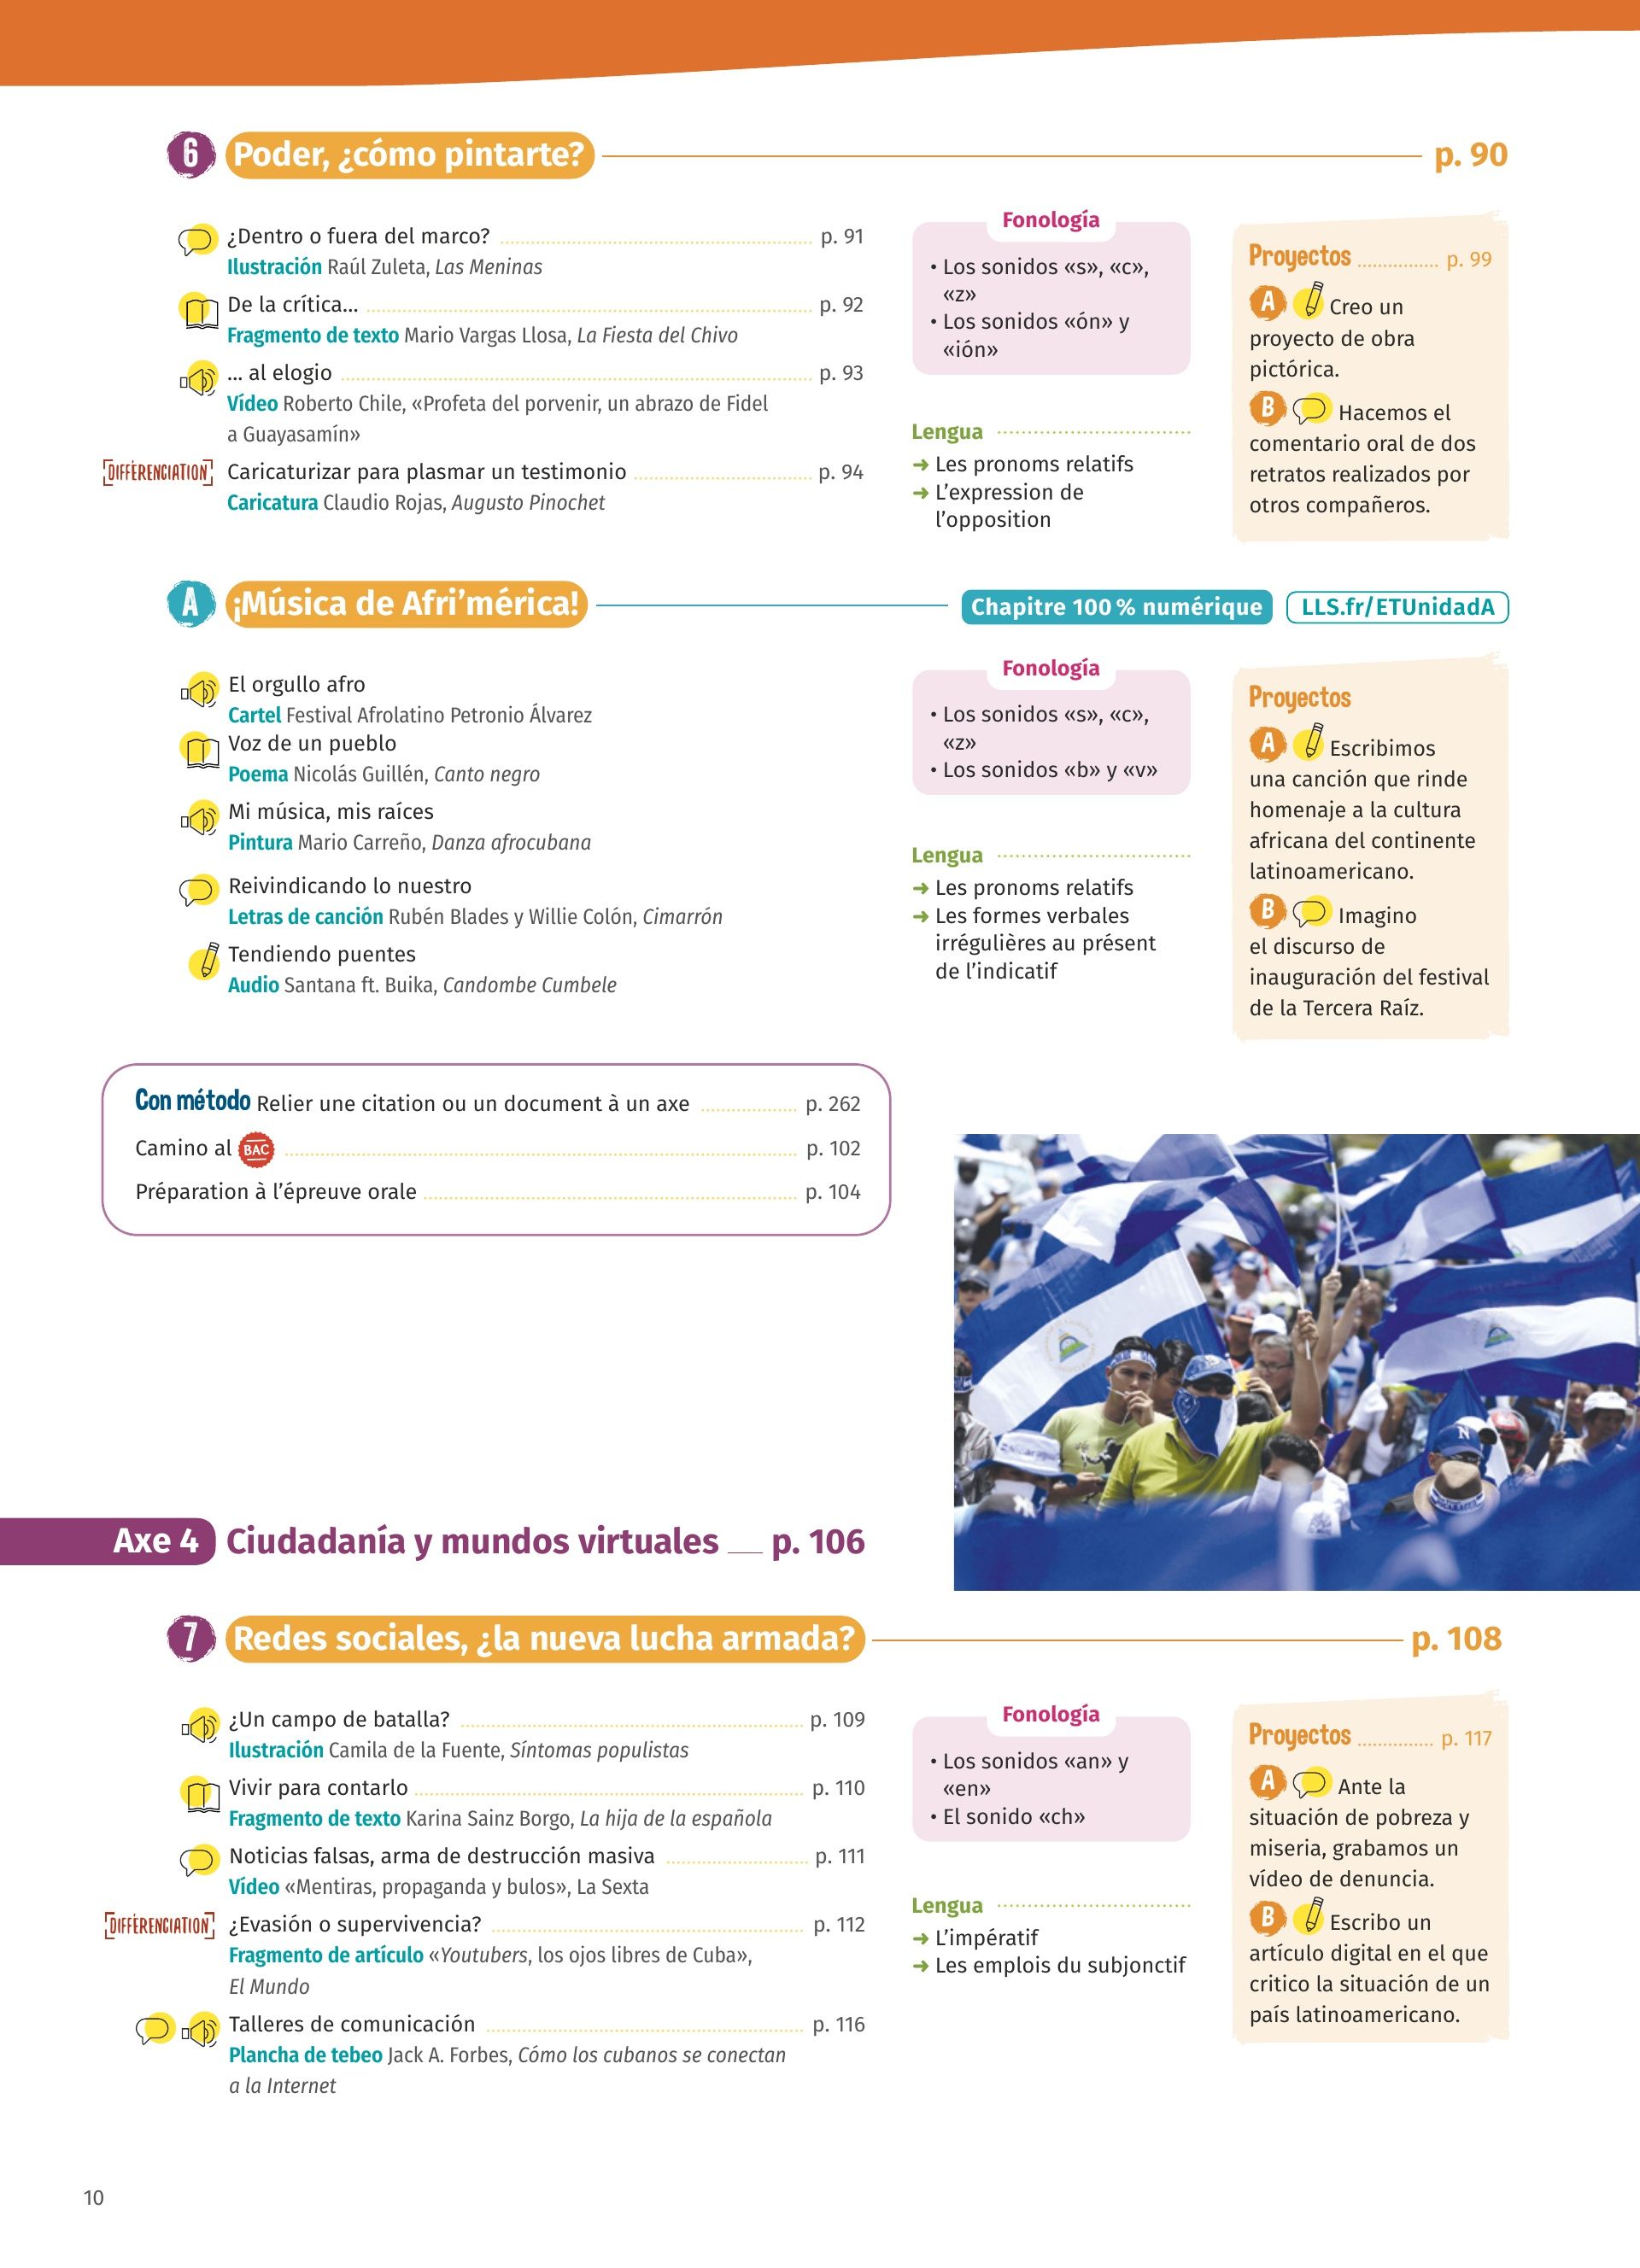 6 Poder, ¿cómo pintarte? p. 90
¿Dentro o fuera del marco? p. 91
Ilustración Raúl Zuleta, Las Meninas
De la crítica... p. 92
Fragmento de texto Mario Vargas Llosa, La Fiesta del Chivo
... al elogio p. 93
Vídeo Roberto Chile, «Profeta del porvenir, un abrazo de Fidel
a Guayasamín»
DIFFÉRENCIATION Caricaturizar para plasmar un testimonio p. 94
Caricatura Claudio Rojas, Augusto Pinochet
Fonología
• Los sonidos «s», «c»,
«z»
• Los sonidos «ón» y
«ión»
Lengua
➜ Les pronoms relatifs
➜ L’expression de
l’opposition
Proyectos p. 99
A Creo un
proyecto de obra
pictórica.
B Hacemos el
comentario oral de dos
retratos realizados por
otros compañeros.
A ¡Música de Afri’mérica! Chapitre 100 % numérique LLS.fr/ETUnidadA
El orgullo afro
Cartel Festival Afrolatino Petronio Álvarez
Voz de un pueblo
Poema Nicolás Guillén, Canto negro
Mi música, mis raíces
Pintura Mario Carreño, Danza afrocubana
Reivindicando lo nuestro
Letras de canción Rubén Blades y Willie Colón, Cimarrón
Tendiendo puentes
Audio Santana ft. Buika, Candombe Cumbele
Fonología
• Los sonidos «s», «c»,
«z»
• Los sonidos «b» y «v»
Lengua
➜ Les pronoms relatifs
➜ Les formes verbales
irrégulières au présent
de l’indicatif
Proyectos
A Escribimos
una canción que rinde
homenaje a la cultura
africana del continente
latinoamericano.
B Imagino
el discurso de
inauguración del festival
de la Tercera Raíz.
Con método Relier une citation ou un document à un axe p. 262
Camino al BAC p. 102
Préparation à l’épreuve orale p. 104
N
Axe 4 Ciudadanía y mundos virtuales p. 106
7 Redes sociales, ¿la nueva lucha armada? p. 108
¿Un campo de batalla? p. 109
Ilustración Camila de la Fuente, Síntomas populistas
Vivir para contarlo p. 110
Fragmento de texto Karina Sainz Borgo, La hija de la española
Noticias falsas, arma de destrucción masiva p. 111
Vídeo «Mentiras, propaganda y bulos», La Sexta
DIFFÉRENCIATION ¿Evasión o supervivencia? p. 112
Fragmento de artículo «Youtubers, los ojos libres de Cuba»,
El Mundo
Talleres de comunicación p. 116
Plancha de tebeo Jack A. Forbes, Cómo los cubanos se conectan
a la Internet
Fonología
• Los sonidos «an» y
«en»
• El sonido «ch»
Lengua
➜ L’impératif
➜ Les emplois du subjonctif
Proyectos p. 117
A Ante la
situación de pobreza y
miseria, grabamos un
vídeo de denuncia.
B Escribo un
artículo digital en el que
critico la situación de un
país latinoamericano.
10